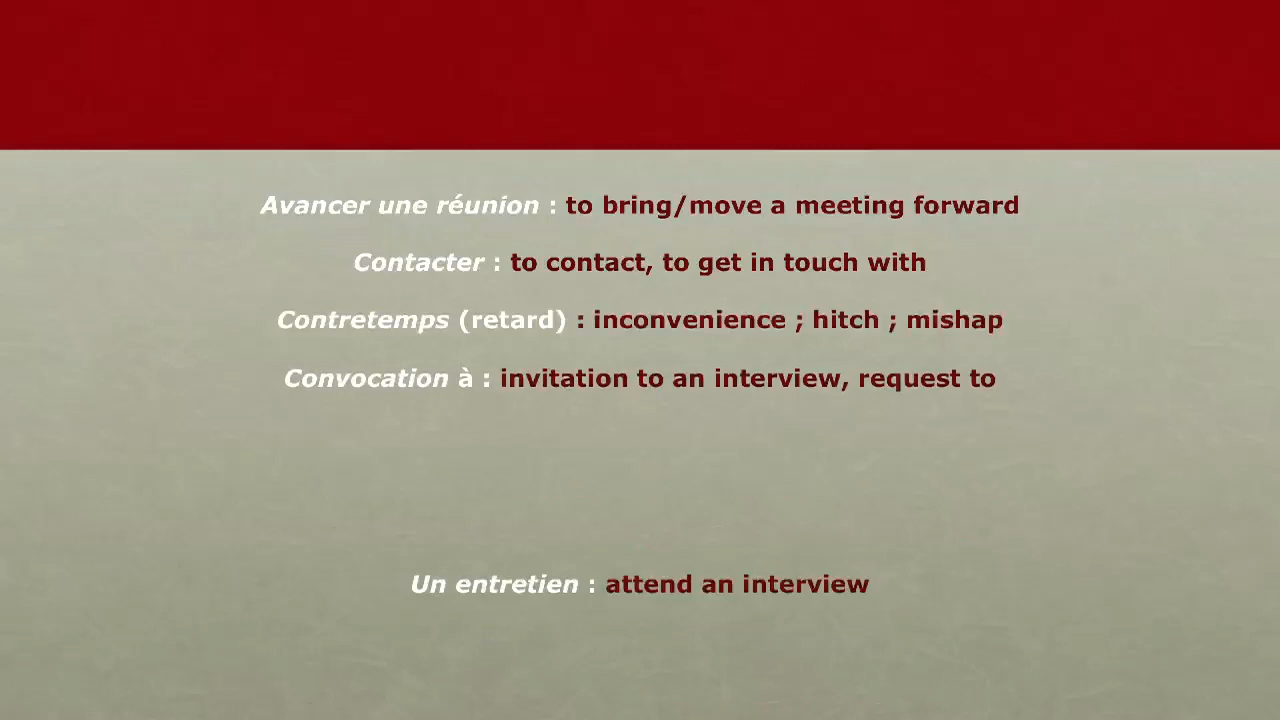 Avancer une réunion : to bring/move a meeting forward
Contacter : to contact, to get in touch with
Contretemps (retard) : inconvenience ; hitch ; mishap
Convocation à : invitation to an interview, request to
Un entretien : attend an interview